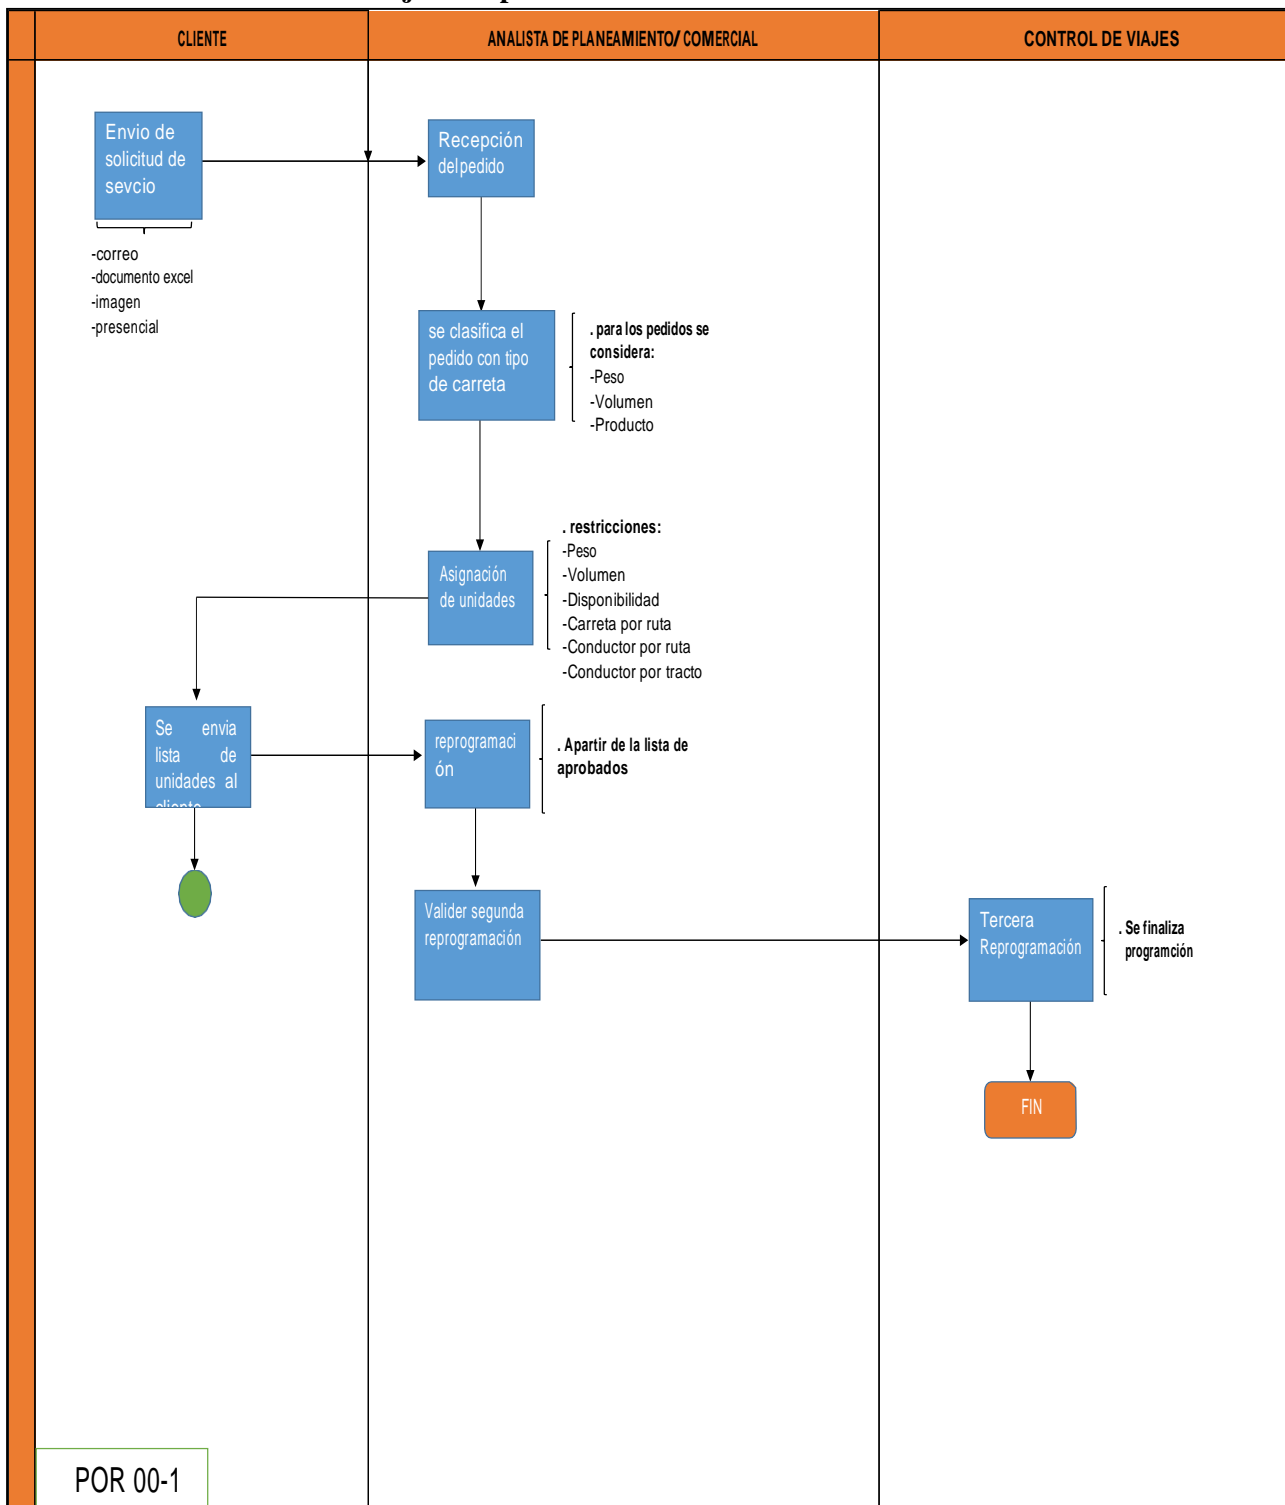 CLIENTE
ANALISTA DE PLANEAMIENTO/ COMERCIAL
CONTROL DE VIAJES
Envio de
solicitud de
sevcio
-correo
-documento excel
-imagen
-presencial
Recepción
del pedido
se clasifica el
pedido con tipo
de carreta
. para los pedidos se
considera:
-Peso
-Volumen
-Producto
Asignación
de unidades
. restricciones:
-Peso
-Volumen
-Disponibilidad
-Carreta por ruta
-Conductor por ruta
-Conductor por tracto
Se envia
lista de
unidades al
cliente
reprogramaci
ón
. Apartir de la lista de
aprobados
Valider segunda
reprogramación
Tercera
Reprogramación
. Se finaliza
programción
FIN
POR 00-1